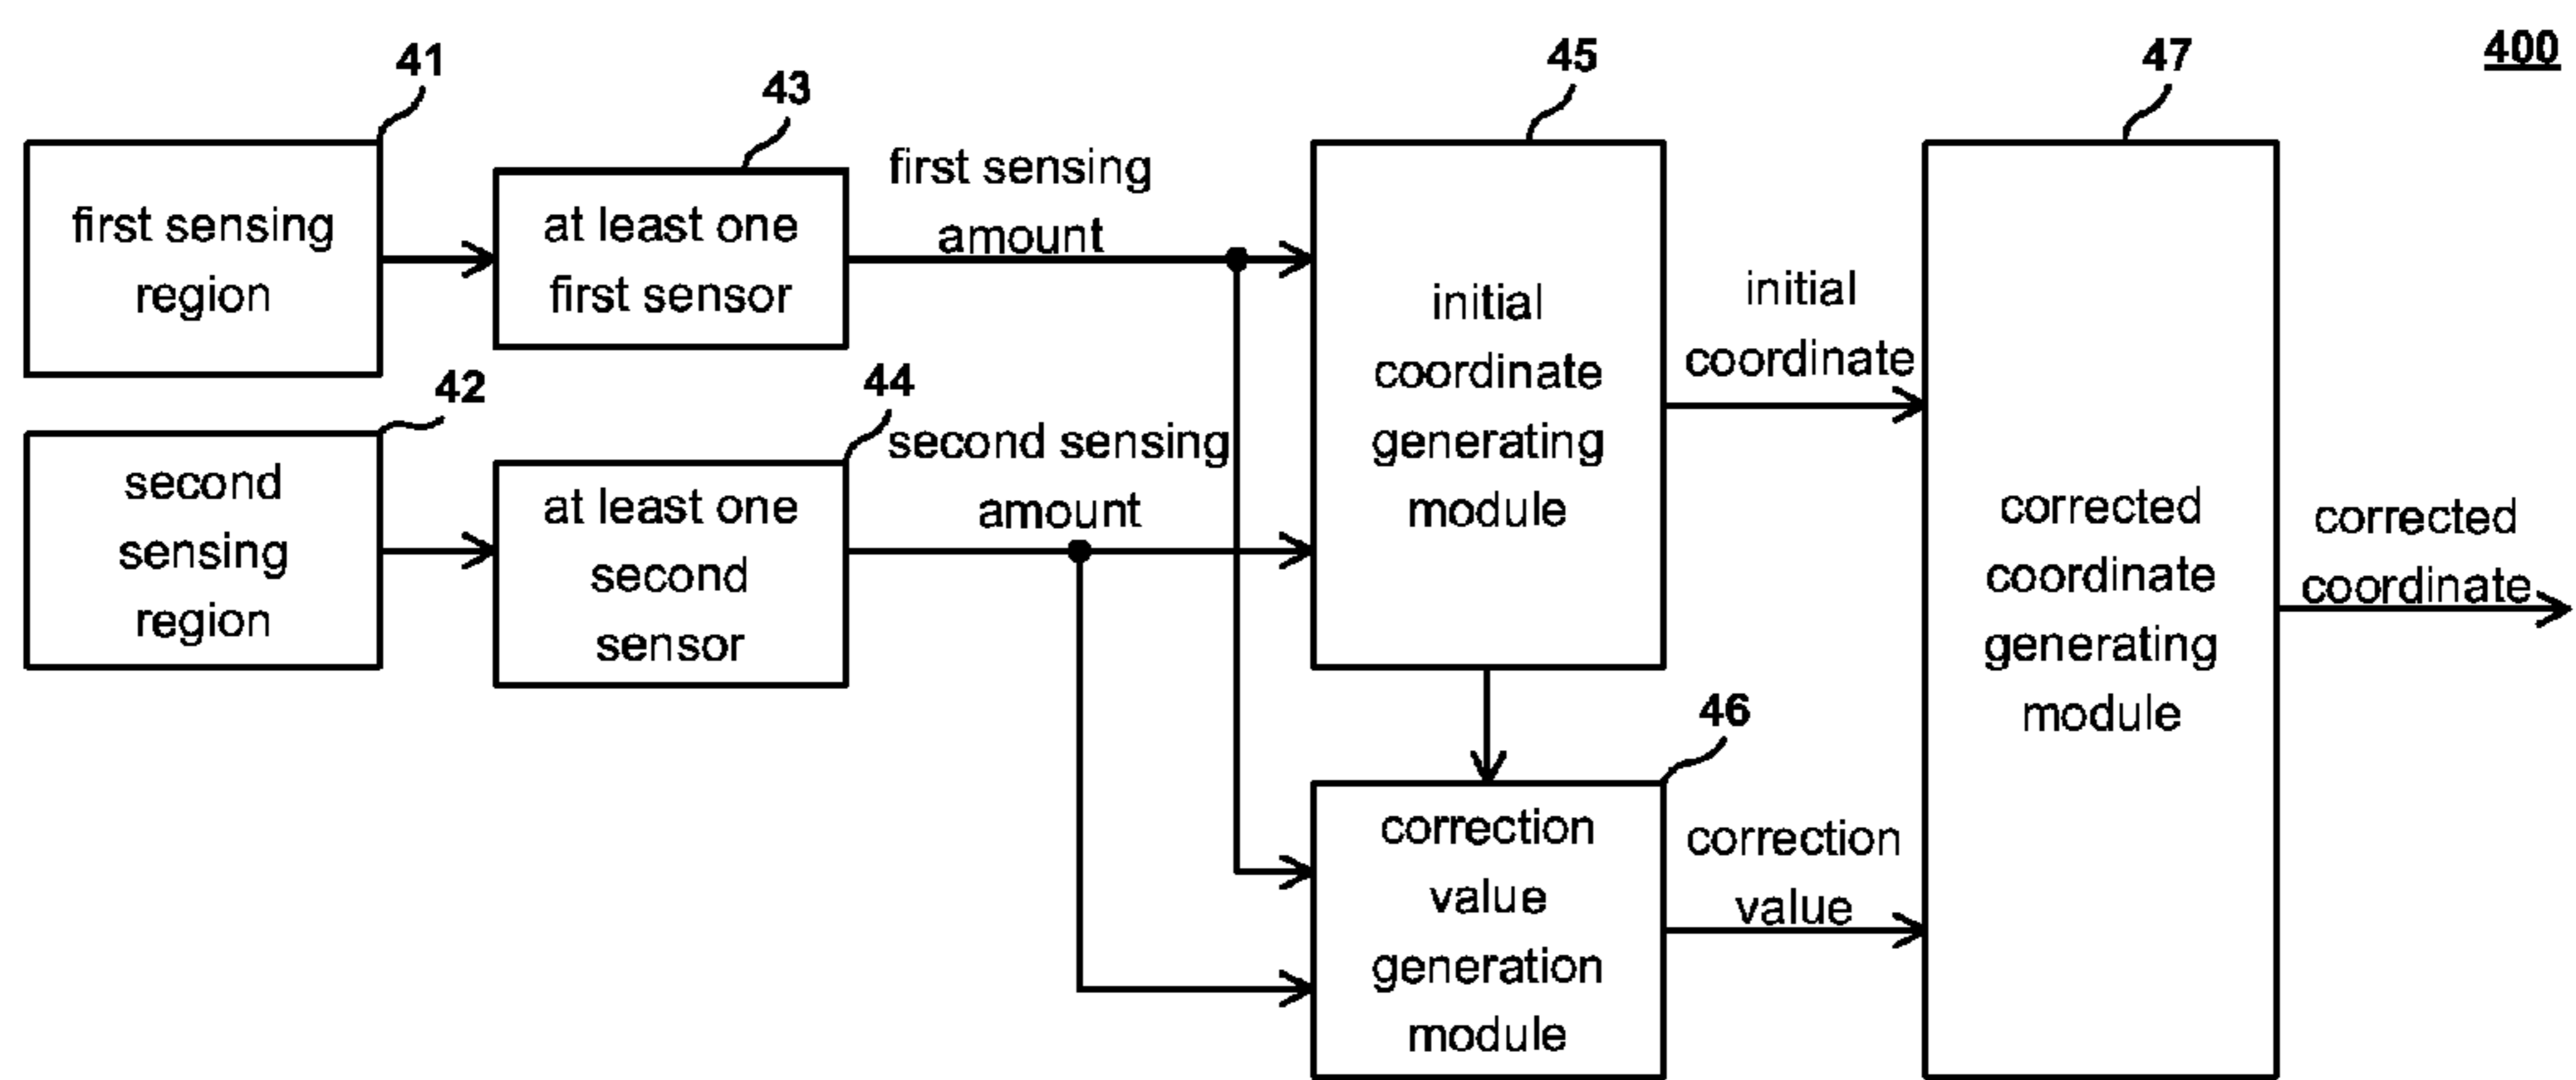 400
41
first sensing
region
43
at least one
first sensor
first sensing
amount
42
second
sensing
region
44
at least one
second
sensor
second sensing
amount
45
initial
coordinate
generating
module
initial
coordinate
46
correction
value
generation
module
correction
value
47
corrected
coordinate
generating
module
corrected
coordinate